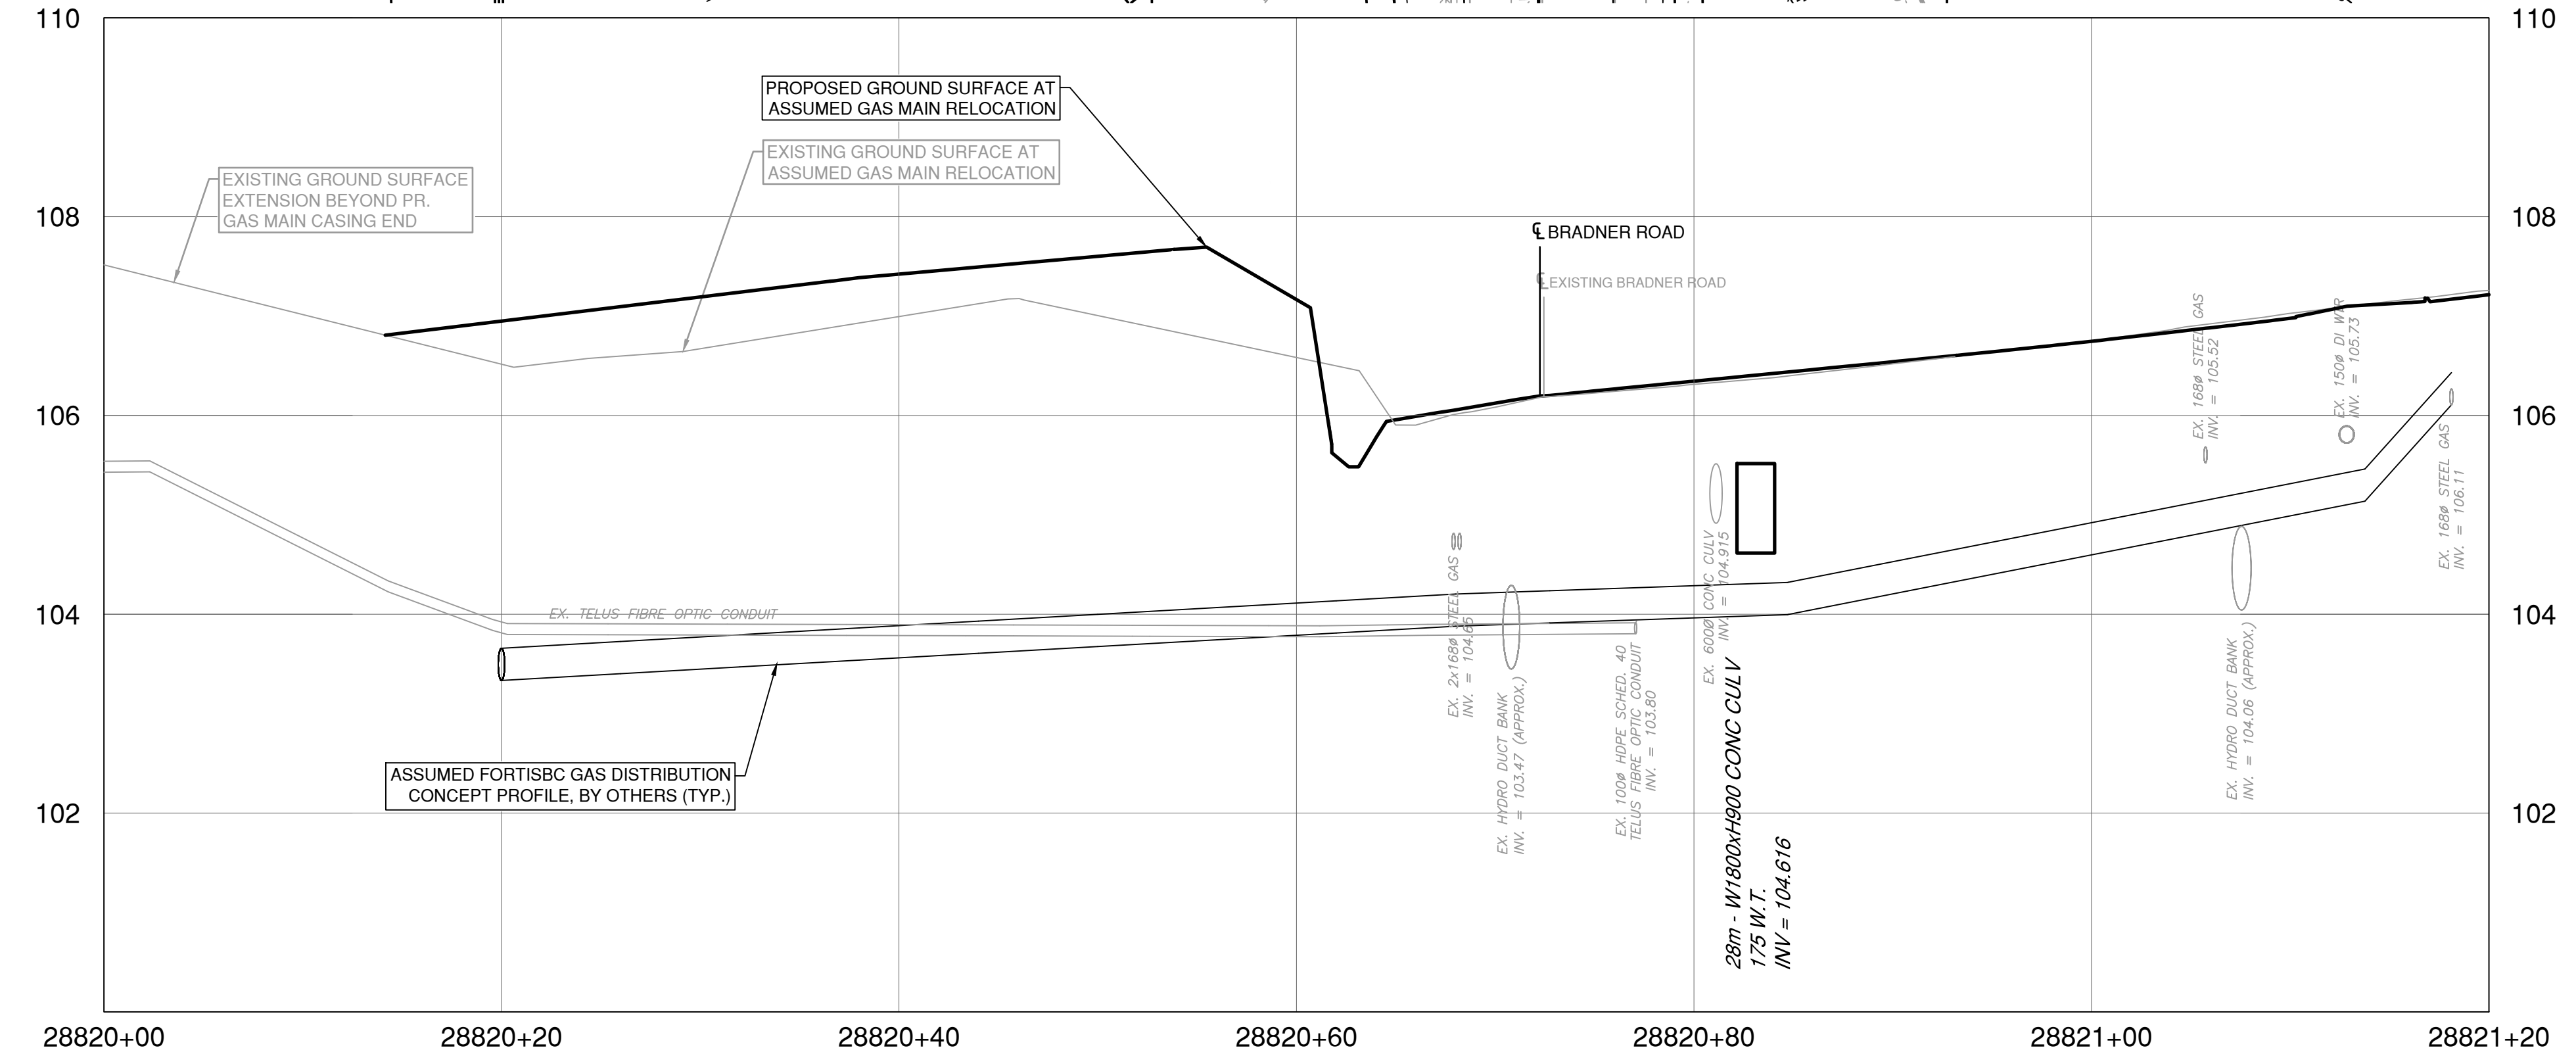 110
110
PROPOSED GROUND SURFACE AT
ASSUMED GAS MAIN RELOCATION
EXISTING GROUND SURFACE AT
ASSUMED GAS MAIN RELOCATION
EXISTING GROUND SURFACE
EXTENSION BEYOND PR.
GAS MAIN CASING END
108
108
℄ BRADNER ROAD
℄ EXISTING BRADNER ROAD
EX. 168ø STEEL GAS
INV. = 105.52
EX. 150ø DI WTR
INV. = 105.73
106
106
EX. 168ø STEEL GAS
INV. = 106.11
104
104
EX. TELUS FIBRE OPTIC CONDUIT
EX. 2x168ø STEEL GAS
INV. = 104.65
EX. HYDRO DUCT BANK
INV. = 103.47 (APPROX.)
EX. 100ø HDPE SCHED. 40
TELUS FIBRE OPTIC CONDUIT
INV. = 103.80
EX. 600Ø CONC CULV
INV. = 104.915
28m - W1800xH900 CONC CULV
175 W.T.
INV = 104.616
EX. HYDRO DUCT BANK
INV. = 104.06 (APPROX.)
ASSUMED FORTISBC GAS DISTRIBUTION
CONCEPT PROFILE, BY OTHERS (TYP.)
102
102
28820+00
28820+20
28820+40
28820+60
28820+80
28821+00
28821+20